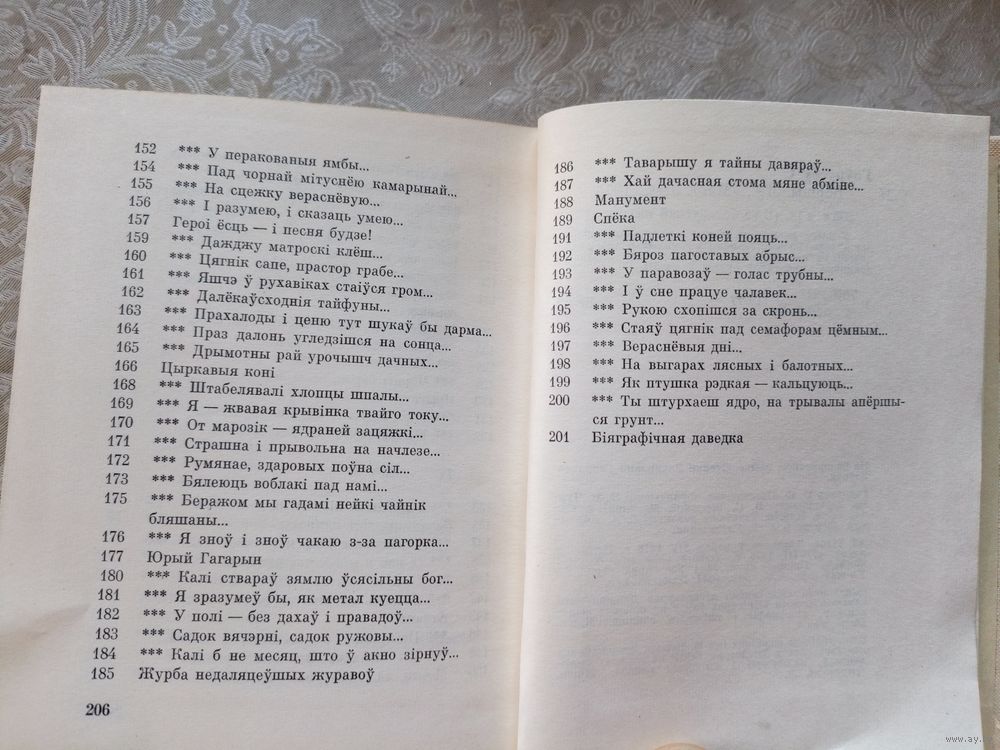 152 *** У перакованыя ямбы...
154 *** Пад чорнай мітуснёю камарынай...
155 *** На сцежку вераснёвую...
156 *** І разумею, і сказаць умею...
157 Героі ёсць — і песня будзе!
159 *** Дажджу матроскі клёш...
160 *** Цягнік сапе, прастор грабе...
161 *** Яшчэ ў рухавіках стаіўся гром...
162 *** Далёкаўсходнія тайфуны...
163 *** Прахалоды і ценю тут шукаў бы дарма...
164 *** Праз далонь угледзішся на сонца...
165 *** Дрымотны рай урочышч дачных...
166 Цыркавыя коні
168 *** Штабелявалі хлопцы шпалы...
169 *** Я — жвавая крывінка твайго току...
170 *** От марозік — ядраней зацяжкі...
171 *** Страшна і прывольна на начлезе...
172 *** Румянае, здаровых поўна сіл...
173 *** Бялеюць воблакі пад намі...
175 *** Беражом мы гадамі нейкі чайнік
бляшаны...
176 *** Я зноў і зноў чакаю з-за пагорка...
177 Юрый Гагарын
180 *** Калі ствараў зямлю ўсясільны бог...
181 *** Я зразумеў бы, як метал куецца...
182 *** У полі — без дахаў і правадоў...
183 *** Садок вячэрні, садок ружовы...
184 *** Калі б не месяц, што ў акно зірнуў...
185 Журба недаляцеўшых журавоў
206
186 *** Таварышу я тайны давяраў...
187 *** Хай дачасная стома мяне абміне...
188 Манумент
189 Спёка
191 *** Падлеткі коней пояць...
192 *** Бяроз пагоставых абрыс...
193 *** У паравозаў — голас трубны...
194 *** І ў сне працуе чалавек...
195 *** Рукою схопішся за скронь...
196 *** Стаяў цягнік пад семафорам цёмным...
197 *** Вераснёвыя дні...
198 *** На выгарах лясных і балотных...
199 *** Як птушка рэдкая — кальцуюць...
200 *** Ты штурхаеш ядро, на трывалы апёршы-
ся грунт...
201 Біяграфічная даведка
www.ay.by